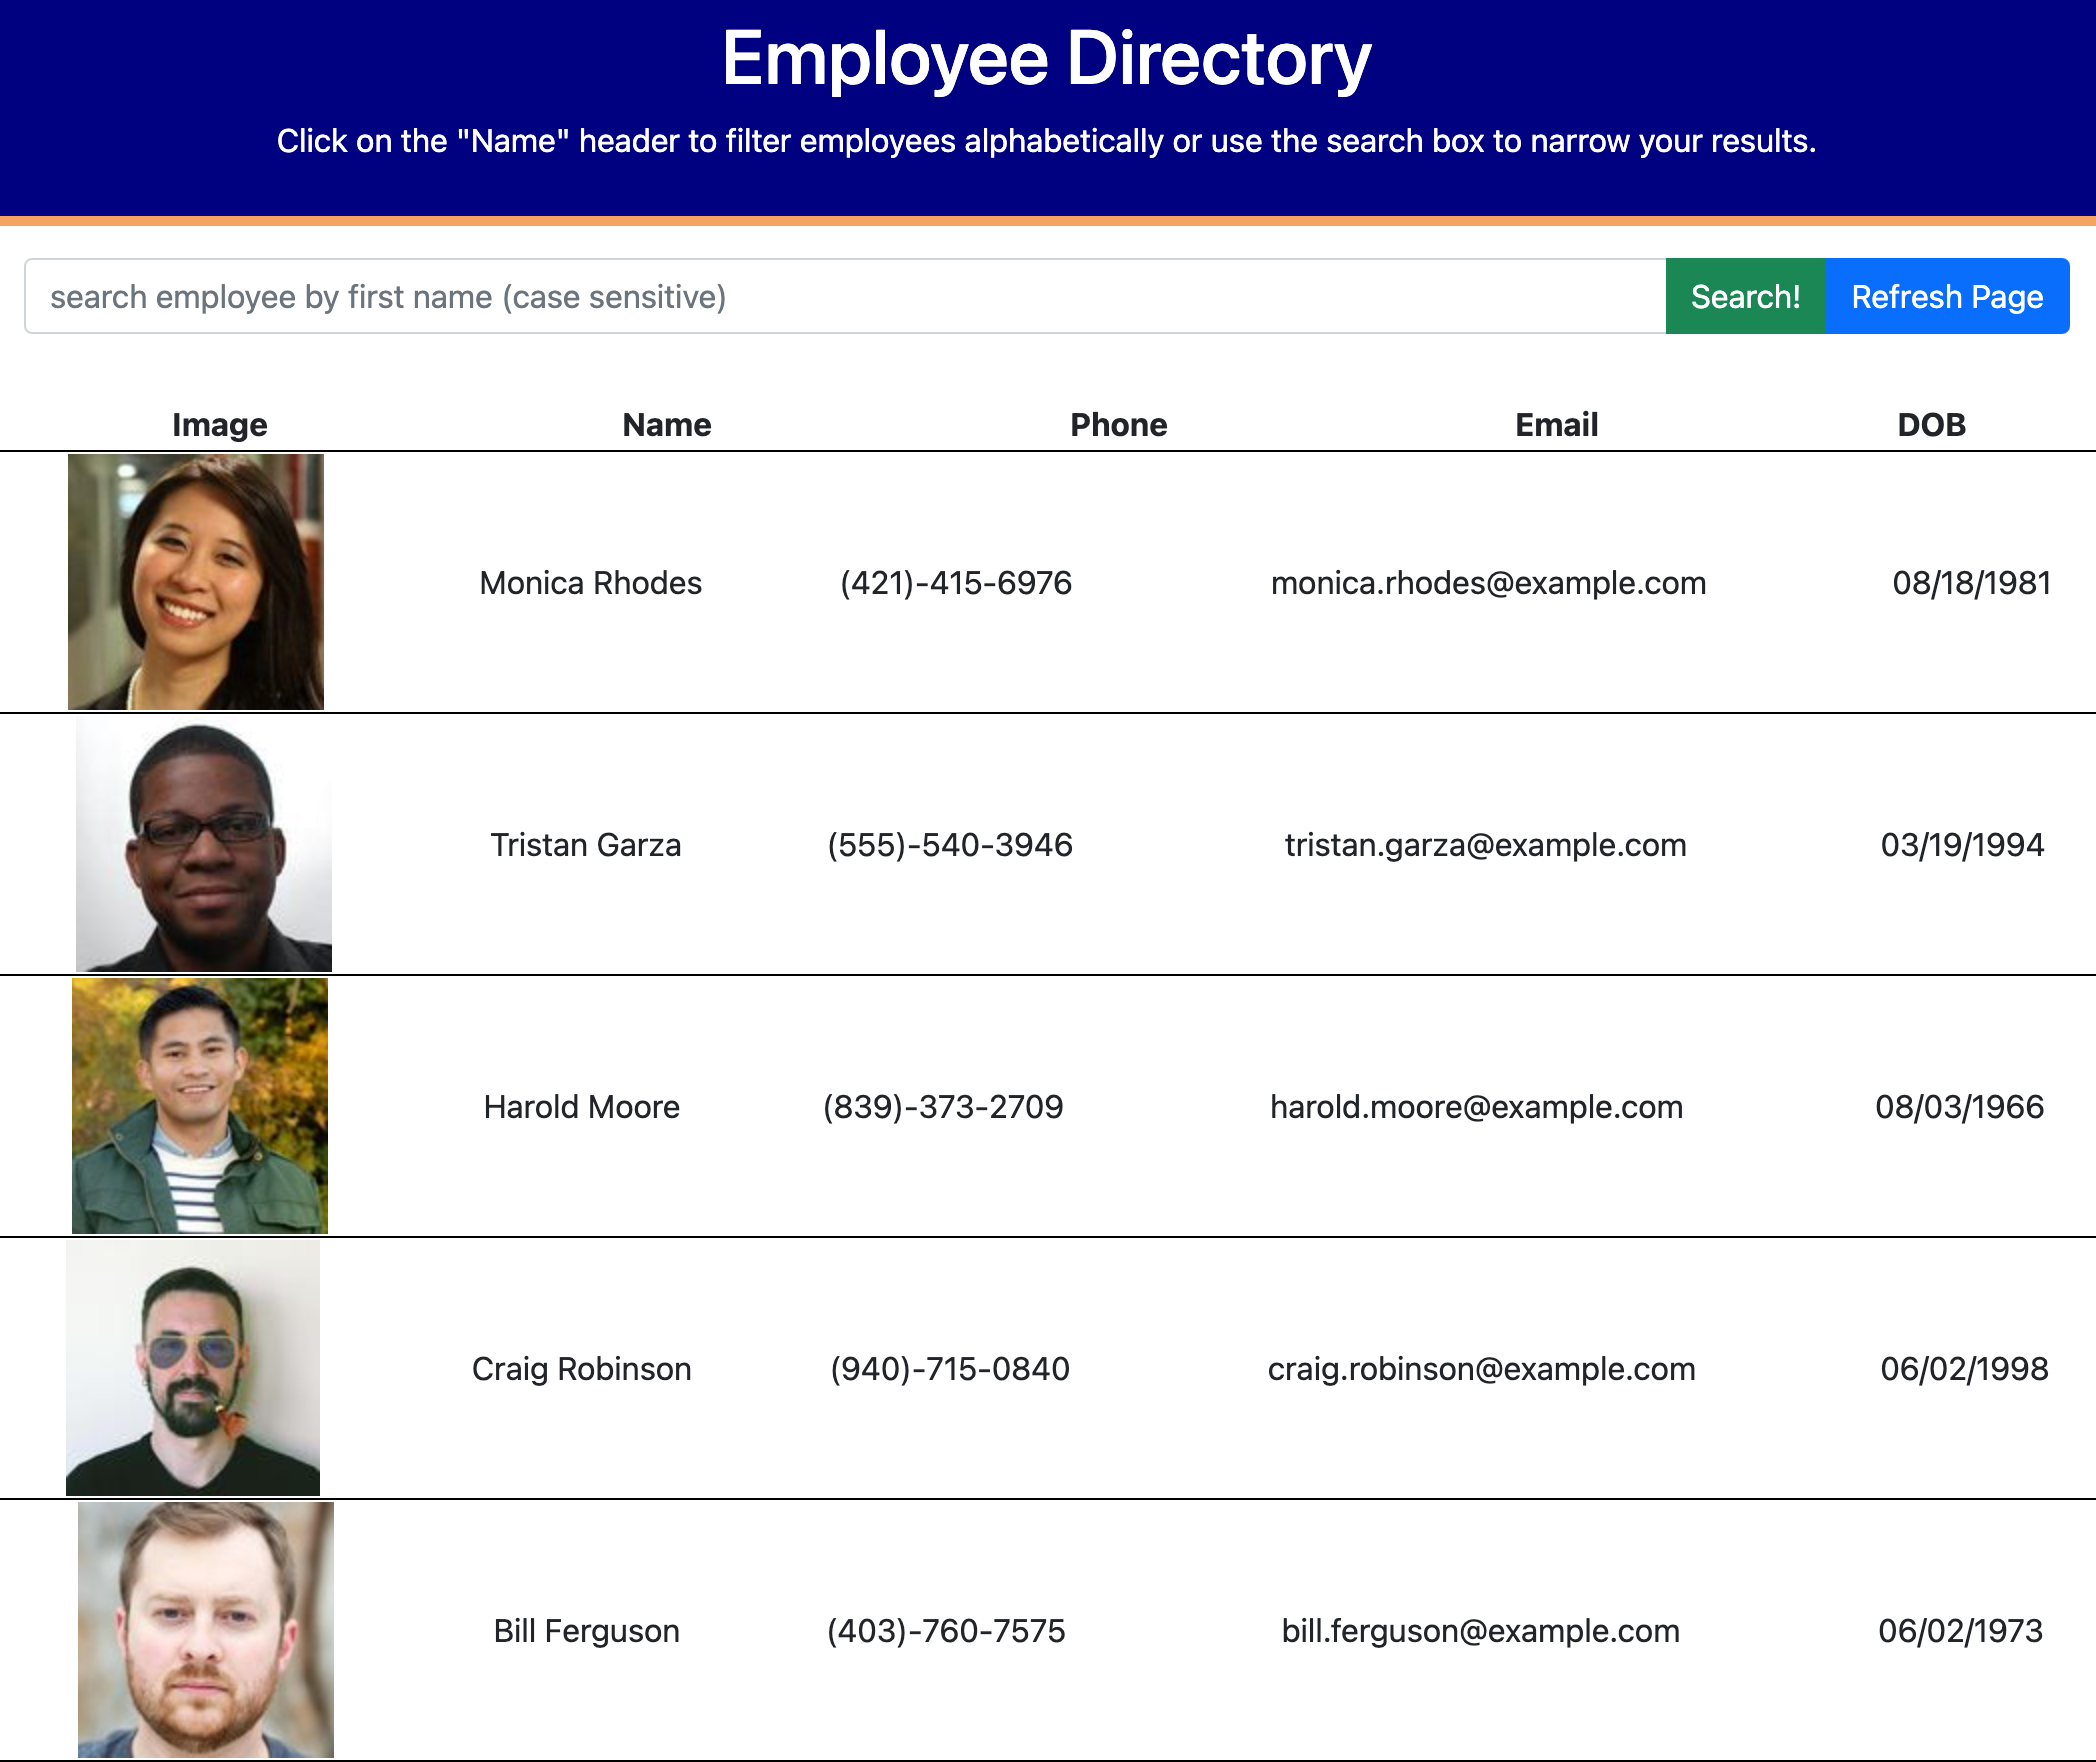 Employee Directory
Click on the "Name" header to filter employees alphabetically or use the search box to narrow your results.
search employee by first name (case sensitive) Search! Refresh Page
Image Name Phone Email DOB
Monica Rhodes (421)-415-6976 monica.rhodes@example.com 08/18/1981
Tristan Garza (555)-540-3946 tristan.garza@example.com 03/19/1994
Harold Moore (839)-373-2709 harold.moore@example.com 08/03/1966
Craig Robinson (940)-715-0840 craig.robinson@example.com 06/02/1998
Bill Ferguson (403)-760-7575 bill.ferguson@example.com 06/02/1973